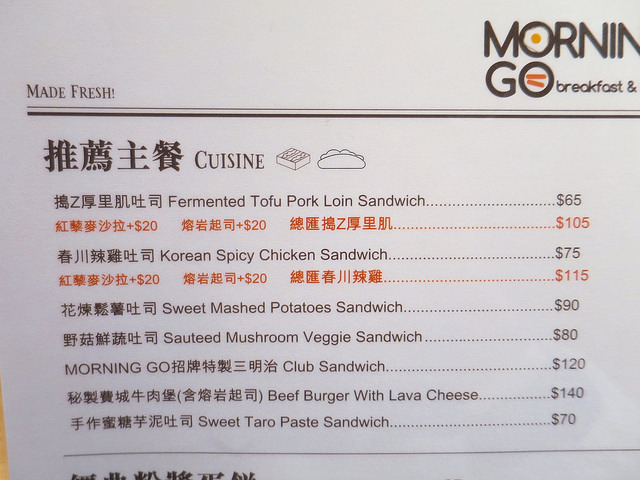 MORNIN
GO breakfast &
MADE FRESH!
推薦主餐 CUISINE
搗Z厚里肌吐司 Fermented Tofu Pork Loin Sandwich..............................$65
紅藜麥沙拉+$20 熔岩起司+$20 總匯搗Z厚里肌......................................$105
春川辣雞吐司 Korean Spicy Chicken Sandwich.......................................$75
紅藜麥沙拉+$20 熔岩起司+$20 總匯春川辣雞........................................$115
花煉鬆薯吐司 Sweet Mashed Potatoes Sandwich...................................$90
野菇鮮蔬吐司 Sauteed Mushroom Veggie Sandwich..............................$80
MORNING GO招牌特製三明治 Club Sandwich.......................................$120
秘製費城牛肉堡(含熔岩起司) Beef Burger With Lava Cheese.................$140
手作蜜糖芋泥吐司 Sweet Taro Paste Sandwich.....................................$70